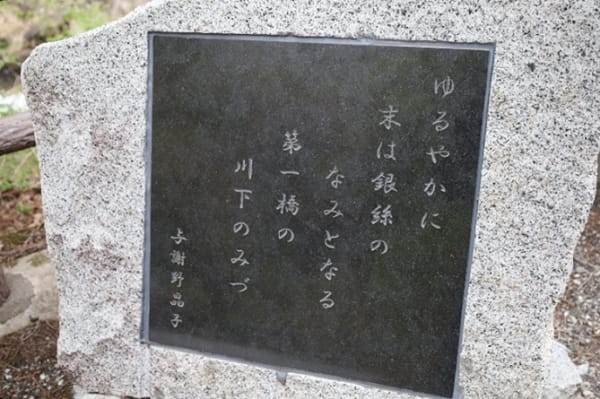 ゆるやかに
末は銀絲の
なみとなる
第一橋の
川下のみづ
与謝野晶子